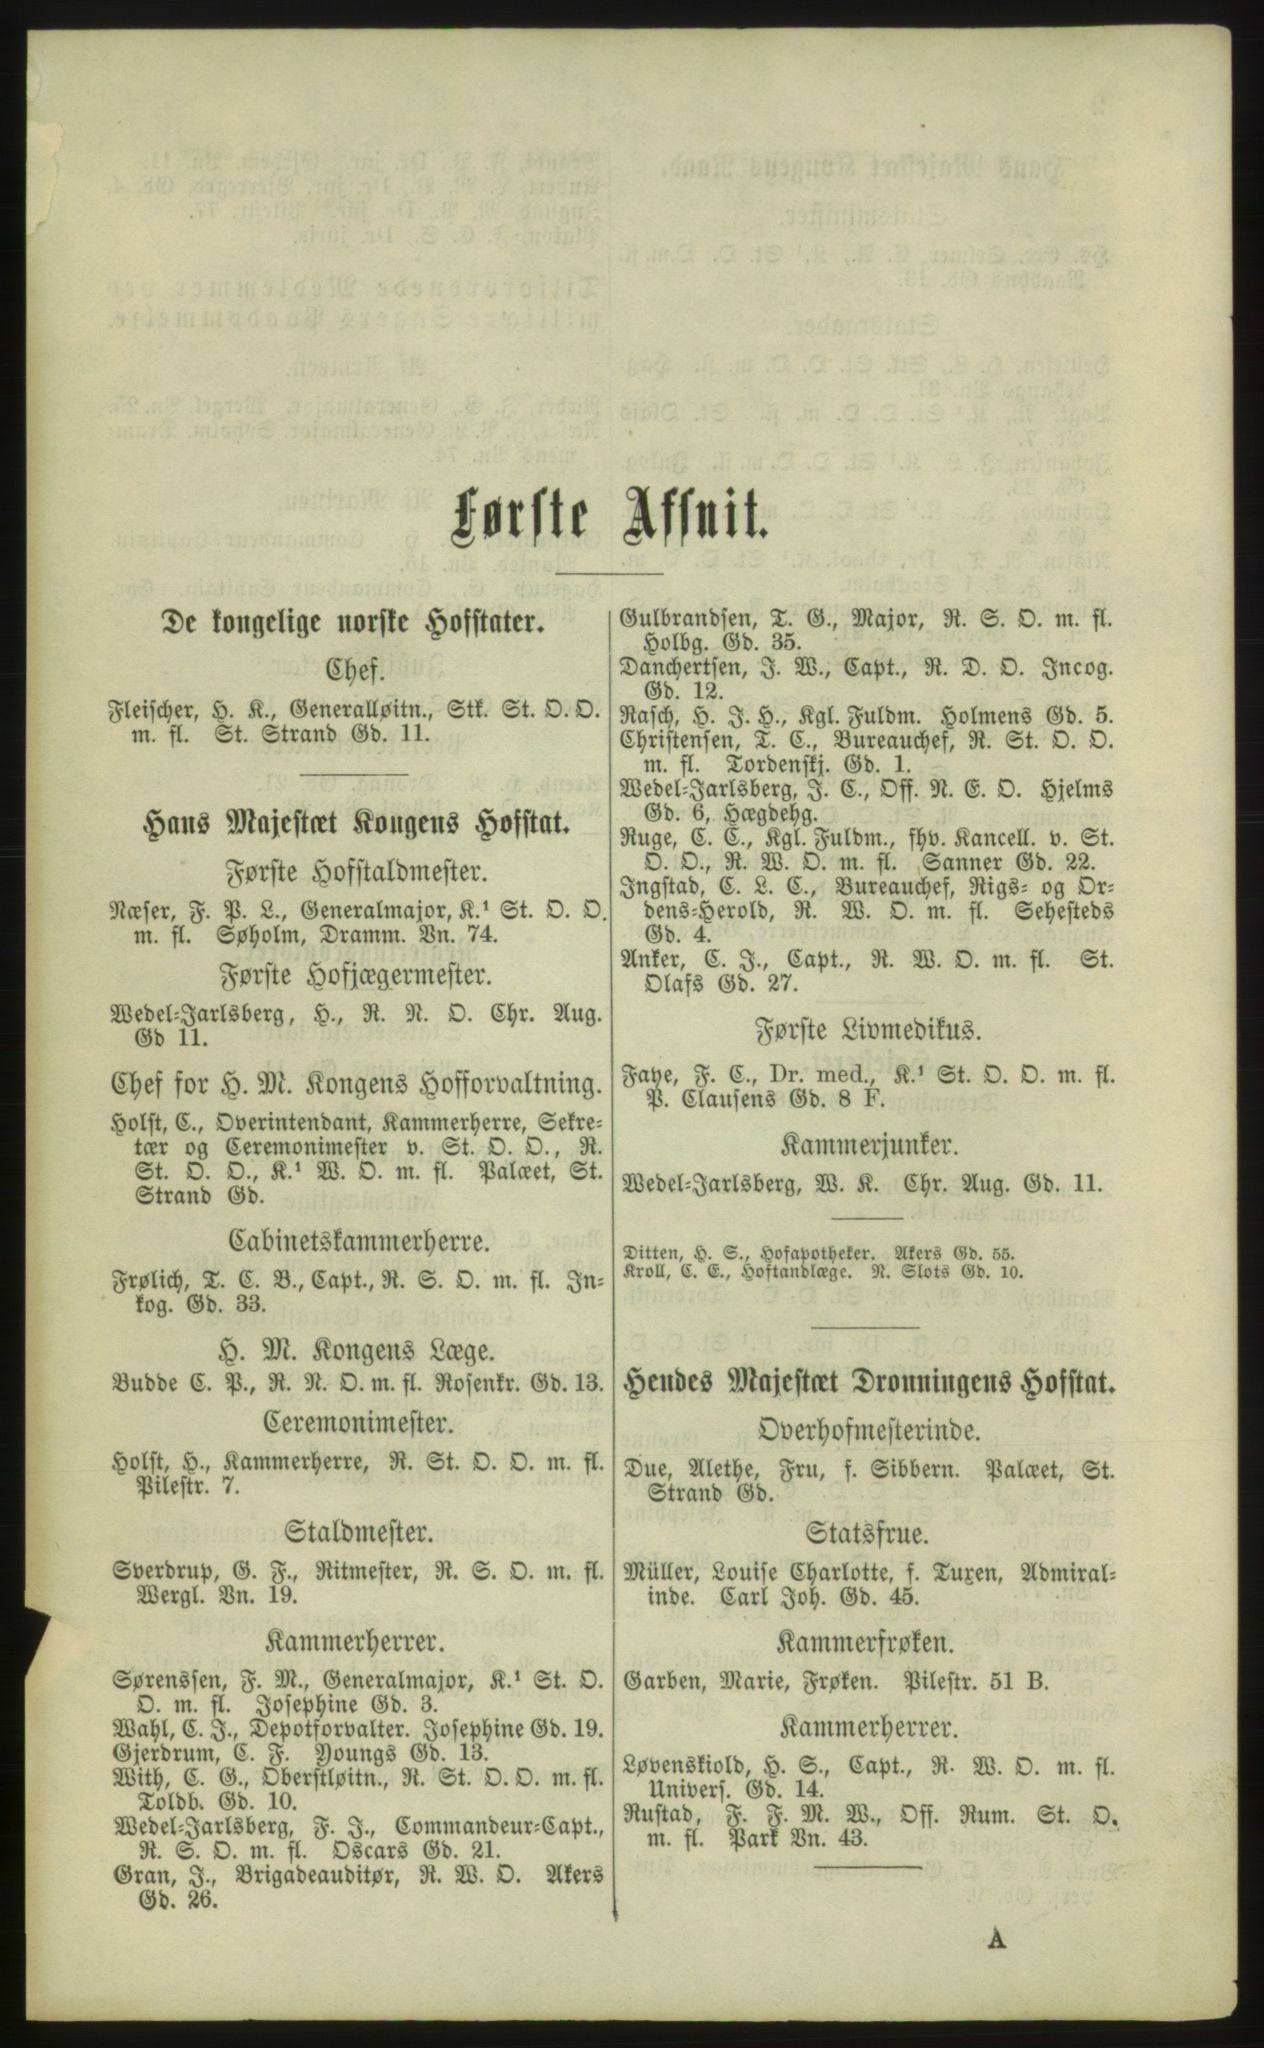 Første Afsnit.
De kongelige norske Hofstater.
Chef.
Fleischer, H. K., Generalløitn., Stk. St. O. O.
m. fl. St. Strand Gd. 11.
Hans Majestæt Kongens Hofstat.
Første Hofstaldmester.
Næser, F. P. L., Generalmajor, K.¹ St. O. O.
m. fl. Søholm, Dramm. Vn. 74.
Første Hofjægermester.
Wedel-Jarlsberg, H., R. N. O. Chr. Aug.
Gd 11.
Chef for H. M. Kongens Hofforvaltning.
Holst, C., Overintendant, Kammerherre, Sekre-
tær og Ceremonimester v. St. O. O., R.
St. O. O., K.¹ W. O. m. fl. Palæet, St.
Strand Gd.
Cabinetskammerherre.
Frølich, T. C. B., Capt., R. S. O. m. fl. In-
kog. Gd. 33.
H. M. Kongens Læge.
Budde C. P., R. N. O. m. fl. Rosenkr. Gd. 13.
Ceremonimester.
Holst, H., Kammerherre, R. St. O. O. m. fl.
Pilestr. 7.
Staldmester.
Sverdrup, G. F., Ritmester, R. S. O. m. fl.
Wergl. Vn. 19.
Kammerherrer.
Sørenssen, F. M., Generalmajor, K.¹ St. O.
O. m. fl. Josephine Gd. 3.
Wahl, C. J., Depotforvalter. Josephine Gd. 19.
Gjerdrum, C. F. Youngs Gd. 13.
With, C. G., Oberstløitn., R. St. O. O. m. fl.
Toldb. Gd. 10.
Wedel-Jarlsberg, F. J., Commandeur-Capt.,
R. S. O. m. fl. Oscars Gd. 21.
Gran, J., Brigadeauditør, R. W. O. Akers
Gd. 26.
Gulbrandsen, T. G., Major, R. S. O. m. fl.
Holbg. Gd. 35.
Danchertsen, J. W., Capt., R. D. O. Incog.
Gd. 12.
Rasch, H. J. H., Kgl. Fuldm. Holmens Gd. 5.
Christensen, T. C., Bureauchef, R. St. O. O.
m. fl. Tordenskj. Gd. 1.
Wedel-Jarlsberg, J. C., Off. N. E. O. Hjelms
Gd. 6, Hægdehg.
Ruge, C. C., Kgl. Fuldm., fhv. Kancell. v. St.
O. O., R. W. O. m. fl. Sanner Gd. 22.
Ingstad, C. L. C., Bureauchef, Rigs- og Or-
dens-Herold, R. W. O. m. fl. Sehesteds
Gd. 4.
Anker, C. J., Capt., R. W. O. m. fl. St.
Olafs Gd. 27.
Første Livmedikus.
Faye, F. C., Dr. med., K.¹ St. O. O. m. fl.
P. Clausens Gd. 8 F.
Kammerjunker.
Wedel-Jarlsberg, W. K. Chr. Aug. Gd. 11.
Ditten, H. S., Hofapotheker. Akers Gd. 55.
Kroll, C. E., Hoftandlæge. N. Slots Gd. 10.
Hendes Majestæt Dronningens Hofstat.
Overhofmesterinde.
Due, Alethe, Fru, f. Sibbern. Palæet, St.
Strand Gd.
Statsfrue.
Müller, Louise Charlotte, f. Tuxen, Admiral-
inde. Carl Joh. Gd. 45.
Kammerfrøken.
Garben, Marie, Frøken. Pilestr. 51 B.
Kammerherrer.
Løvenskiold, H. S., Capt., R. W. O. m. fl.
Univers. Gd. 14.
Rustad, F. F. M. W., Off. Rum. St. O.
m. fl. Park Vn. 43.
A